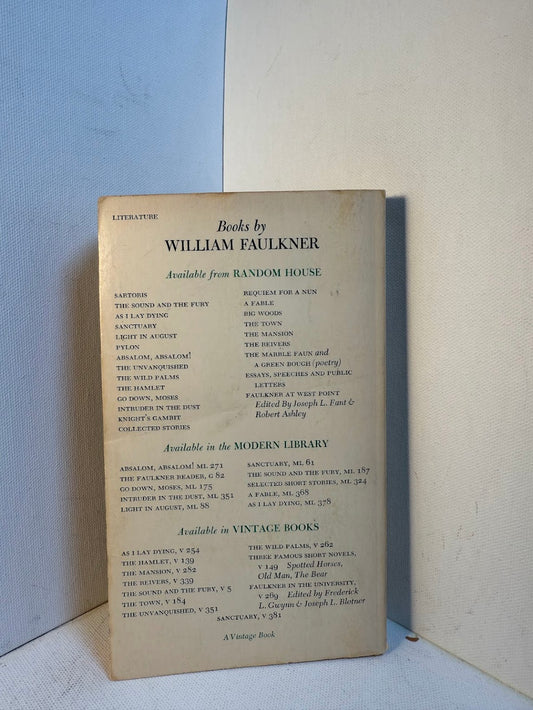 LITERATURE
Books by
WILLIAM FAULKNER
Available from RANDOM HOUSE
SARTORIS
THE SOUND AND THE FURY
AS I LAY DYING
SANCTUARY
LIGHT IN AUGUST
PYLON
ABSALOM, ABSALOM!
THE UNVANQUISHED
THE WILD PALMS
THE HAMLET
GO DOWN, MOSES
INTRUDER IN THE DUST
KNIGHT'S GAMBIT
COLLECTED STORIES
REQUIEM FOR A NUN
A FABLE
BIG WOODS
THE TOWN
THE MANSION
THE REIVERS
THE MARBLE FAUN and
A GREEN BOUGH (poetry)
ESSAYS, SPEECHES AND PUBLIC
LETTERS
FAULKNER AT WEST POINT
Edited By Joseph L. Fant &
Robert Ashley
Available in the MODERN LIBRARY
ABSALOM, ABSALOM! ML 271
THE FAULKNER READER, G 82
GO DOWN, MOSES, ML 175
INTRUDER IN THE DUST, ML 351
LIGHT IN AUGUST, ML 88
SANCTUARY, ML 61
THE SOUND AND THE FURY, ML 187
SELECTED SHORT STORIES, ML 324
A FABLE, ML 368
AS I LAY DYING, ML 378
Available in VINTAGE BOOKS
AS I LAY DYING, V 254
THE HAMLET, V 139
THE MANSION, V 282
THE REIVERS, V 339
THE SOUND AND THE FURY, V 5
THE TOWN, V 184
THE UNVANQUISHED, V 351
THE WILD PALMS, V 262
THREE FAMOUS SHORT NOVELS,
V 149 Spotted Horses,
Old Man, The Bear
FAULKNER IN THE UNIVERSITY,
V 269 Edited by Frederick
L. Gwynn & Joseph L. Blotner
SANCTUARY, V 381
A Vintage Book